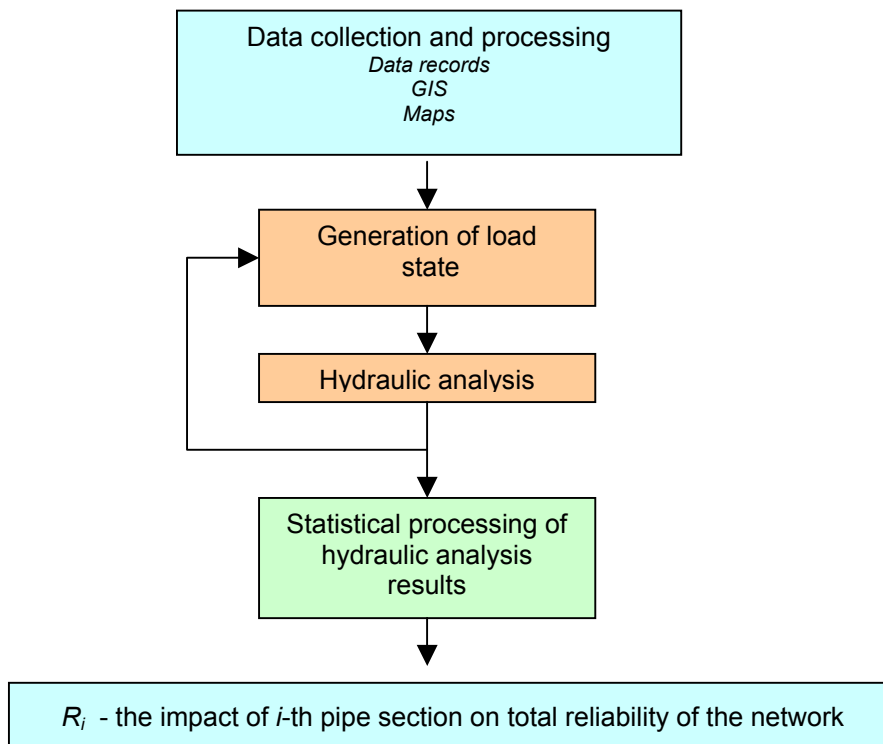 Data collection and processing
Data records
GIS
Maps
Generation of load
state
Hydraulic analysis
Statistical processing of
hydraulic analysis
results
Ri - the impact of i-th pipe section on total reliability of the network